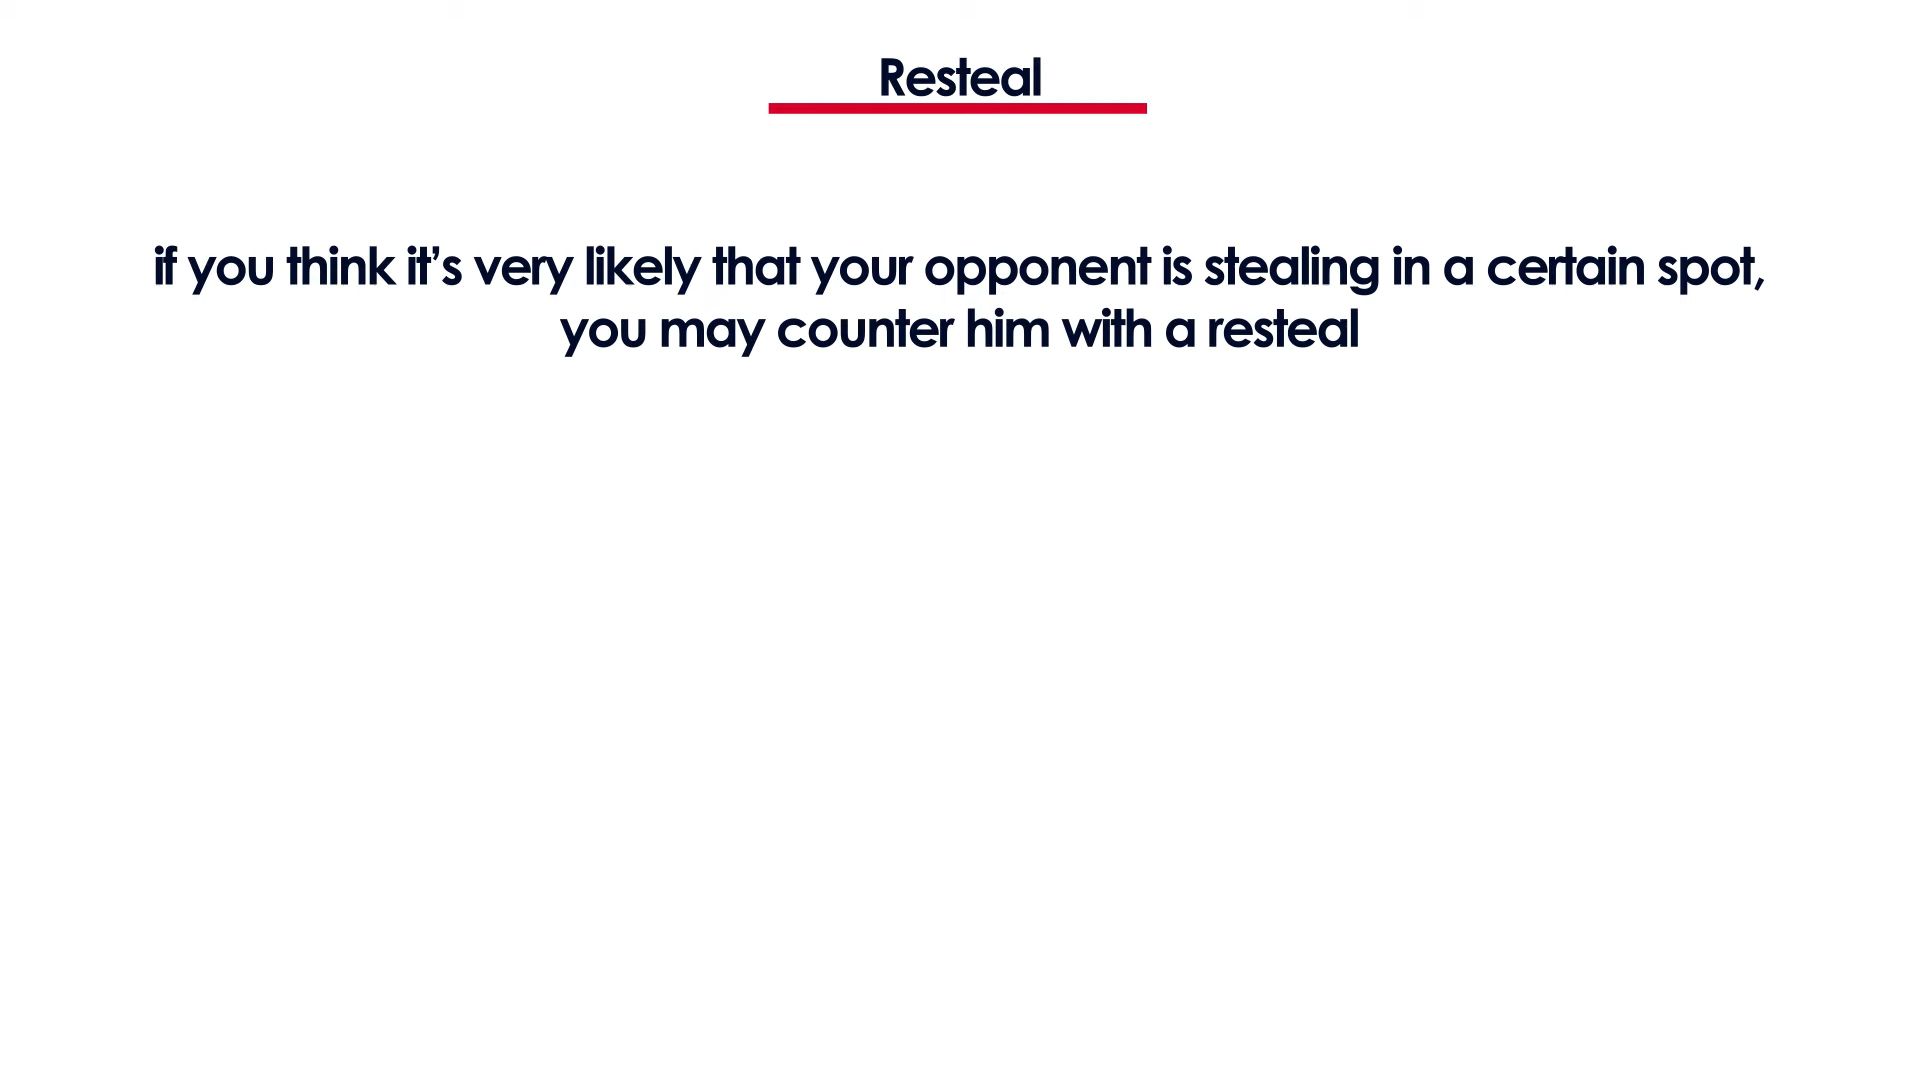 Resteal
if you think it’s very likely that your opponent is stealing in a certain spot,
you may counter him with a resteal